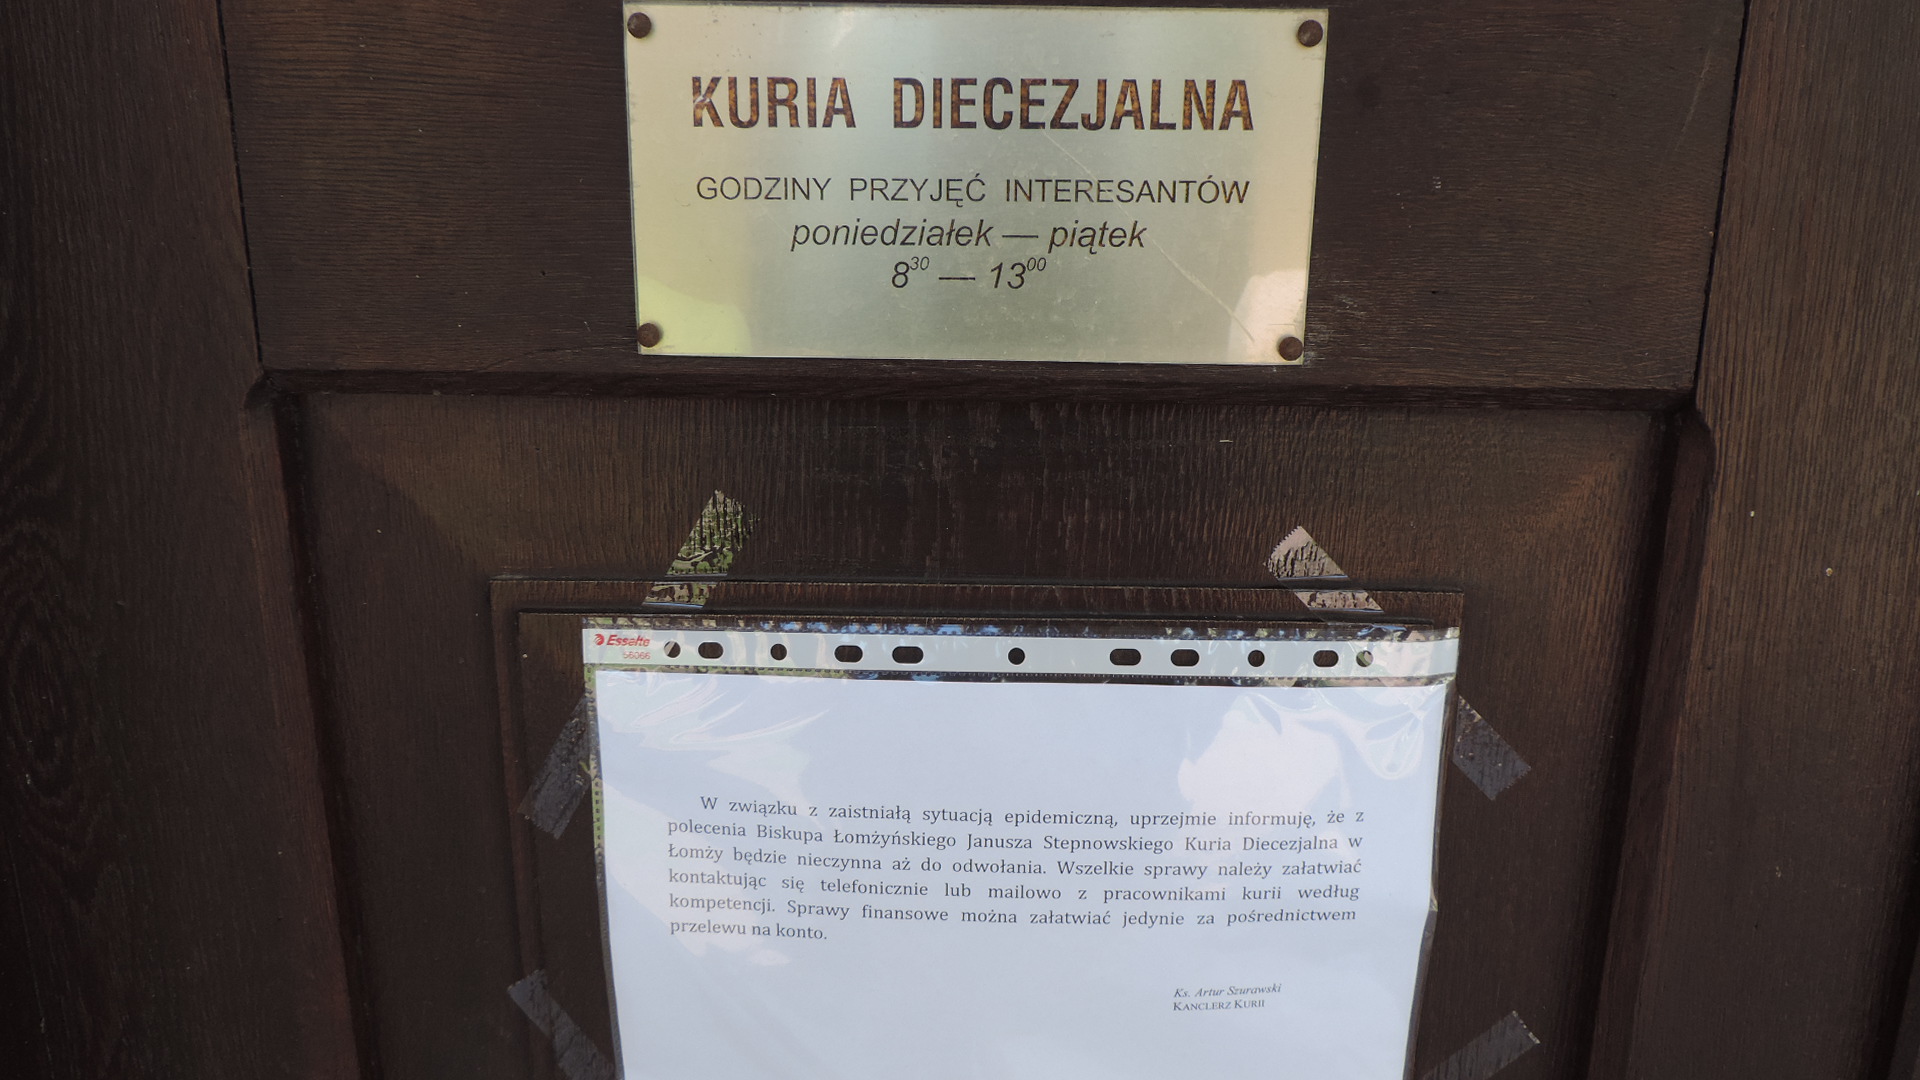 KURIA DIECEZJALNA
GODZINY PRZYJĘĆ INTERESANTÓW
poniedziałek — piątek
8³⁰ — 13⁰⁰
Esselte
56066
W związku z zaistniałą sytuacją epidemiczną, uprzejmie informuję, że z
polecenia Biskupa Łomżyńskiego Janusza Stepnowskiego Kuria Diecezjalna w
Łomży będzie nieczynna aż do odwołania. Wszelkie sprawy należy załatwiać
kontaktując się telefonicznie lub mailowo z pracownikami kurii według
kompetencji. Sprawy finansowe można załatwiać jedynie za pośrednictwem
przelewu na konto.
Ks. Artur Szurawski
KANCLERZ KURII